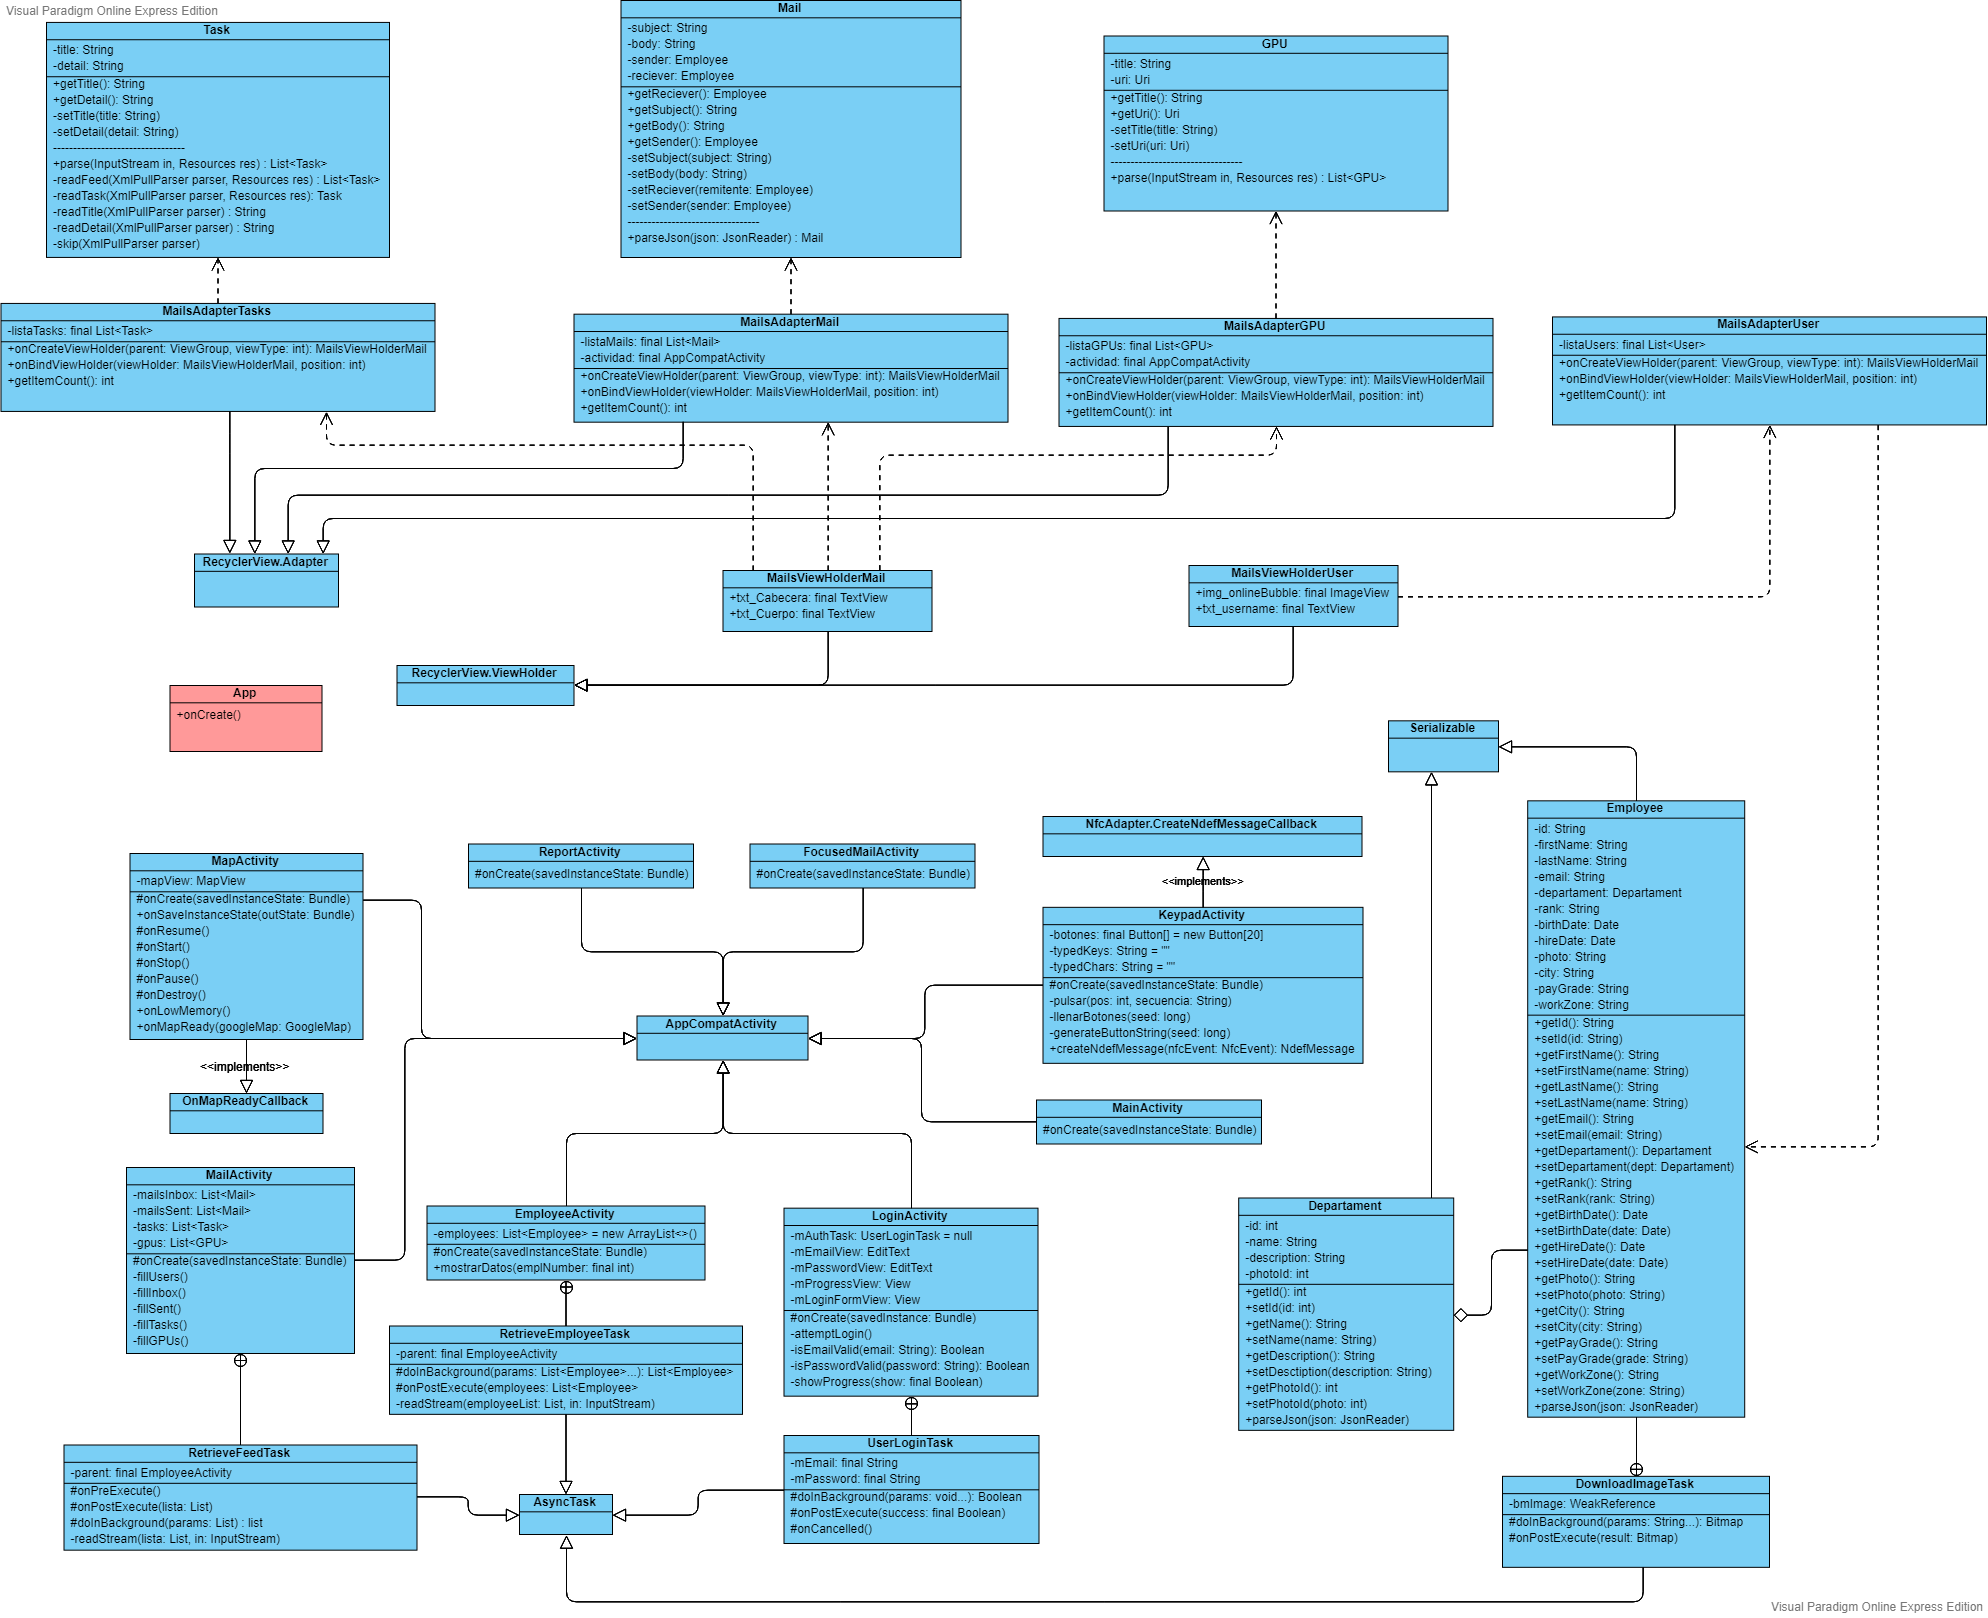 Visual Paradigm Online Express Edition
Task
-title: String
-detail: String
+getTitle(): String
+getDetail(): String
-setTitle(title: String)
-setDetail(detail: String)
---------------------------------
+parse(InputStream in, Resources res) : List<Task>
-readFeed(XmlPullParser parser, Resources res) : List<Task>
-readTask(XmlPullParser parser, Resources res): Task
-readTitle(XmlPullParser parser) : String
-readDetail(XmlPullParser parser) : String
-skip(XmlPullParser parser)
Mail
-subject: String
-body: String
-sender: Employee
-reciever: Employee
+getReciever(): Employee
+getSubject(): String
+getBody(): String
+getSender(): Employee
-setSubject(subject: String)
-setBody(body: String)
-setReciever(remitente: Employee)
-setSender(sender: Employee)
---------------------------------
+parseJson(json: JsonReader) : Mail
GPU
-title: String
-uri: Uri
+getTitle(): String
+getUri(): Uri
-setTitle(title: String)
-setUri(uri: Uri)
---------------------------------
+parse(InputStream in, Resources res) : List<GPU>
MailsAdapterTasks
-listaTasks: final List<Task>
+onCreateViewHolder(parent: ViewGroup, viewType: int): MailsViewHolderMail
+onBindViewHolder(viewHolder: MailsViewHolderMail, position: int)
+getItemCount(): int
MailsAdapterMail
-listaMails: final List<Mail>
-actividad: final AppCompatActivity
+onCreateViewHolder(parent: ViewGroup, viewType: int): MailsViewHolderMail
+onBindViewHolder(viewHolder: MailsViewHolderMail, position: int)
+getItemCount(): int
MailsAdapterGPU
-listaGPUs: final List<GPU>
-actividad: final AppCompatActivity
+onCreateViewHolder(parent: ViewGroup, viewType: int): MailsViewHolderMail
+onBindViewHolder(viewHolder: MailsViewHolderMail, position: int)
+getItemCount(): int
MailsAdapterUser
-listaUsers: final List<User>
+onCreateViewHolder(parent: ViewGroup, viewType: int): MailsViewHolderMail
+onBindViewHolder(viewHolder: MailsViewHolderMail, position: int)
+getItemCount(): int
RecyclerView.Adapter
MailsViewHolderMail
+txt_Cabecera: final TextView
+txt_Cuerpo: final TextView
MailsViewHolderUser
+img_onlineBubble: final ImageView
+txt_username: final TextView
RecyclerView.ViewHolder
App
+onCreate()
Serializable
Employee
-id: String
-firstName: String
-lastName: String
-email: String
-departament: Departament
-rank: String
-birthDate: Date
-hireDate: Date
-photo: String
-city: String
-payGrade: String
-workZone: String
+getId(): String
+setId(id: String)
+getFirstName(): String
+setFirstName(name: String)
+getLastName(): String
+setLastName(name: String)
+getEmail(): String
+setEmail(email: String)
+getDepartament(): Departament
+setDepartament(dept: Departament)
+getRank(): String
+setRank(rank: String)
+getBirthDate(): Date
+setBirthDate(date: Date)
+getHireDate(): Date
+setHireDate(date: Date)
+getPhoto(): String
+setPhoto(photo: String)
+getCity(): String
+setCity(city: String)
+getPayGrade(): String
+setPayGrade(grade: String)
+getWorkZone(): String
+setWorkZone(zone: String)
+parseJson(json: JsonReader)
MapActivity
-mapView: MapView
#onCreate(savedInstanceState: Bundle)
+onSaveInstanceState(outState: Bundle)
#onResume()
#onStart()
#onStop()
#onPause()
#onDestroy()
+onLowMemory()
+onMapReady(googleMap: GoogleMap)
<<implements>>
OnMapReadyCallback
ReportActivity
#onCreate(savedInstanceState: Bundle)
FocusedMailActivity
#onCreate(savedInstanceState: Bundle)
NfcAdapter.CreateNdefMessageCallback
<<implements>>
KeypadActivity
-botones: final Button[] = new Button[20]
-typedKeys: String = ""
-typedChars: String = ""
#onCreate(savedInstanceState: Bundle)
-pulsar(pos: int, secuencia: String)
-llenarBotones(seed: long)
-generateButtonString(seed: long)
+createNdefMessage(nfcEvent: NfcEvent): NdefMessage
AppCompatActivity
MainActivity
#onCreate(savedInstanceState: Bundle)
MailActivity
-mailsInbox: List<Mail>
-mailsSent: List<Mail>
-tasks: List<Task>
-gpus: List<GPU>
#onCreate(savedInstanceState: Bundle)
-fillUsers()
-fillInbox()
-fillSent()
-fillTasks()
-fillGPUs()
EmployeeActivity
-employees: List<Employee> = new ArrayList<>()
#onCreate(savedInstanceState: Bundle)
+mostrarDatos(emplNumber: final int)
LoginActivity
-mAuthTask: UserLoginTask = null
-mEmailView: EditText
-mPasswordView: EditText
-mProgressView: View
-mLoginFormView: View
#onCreate(savedInstance: Bundle)
-attemptLogin()
-isEmailValid(email: String): Boolean
-isPasswordValid(password: String): Boolean
-showProgress(show: final Boolean)
Departament
-id: int
-name: String
-description: String
-photoId: int
+getId(): int
+setId(id: int)
+getName(): String
+setName(name: String)
+getDescription(): String
+setDesctiption(description: String)
+getPhotoId(): int
+setPhotoId(photo: int)
+parseJson(json: JsonReader)
RetrieveEmployeeTask
-parent: final EmployeeActivity
#doInBackground(params: List<Employee>...): List<Employee>
#onPostExecute(employees: List<Employee>
-readStream(employeeList: List, in: InputStream)
RetrieveFeedTask
-parent: final EmployeeActivity
#onPreExecute()
#onPostExecute(lista: List)
#doInBackground(params: List) : list
-readStream(lista: List, in: InputStream)
AsyncTask
UserLoginTask
-mEmail: final String
-mPassword: final String
#doInBackground(params: void...): Boolean
#onPostExecute(success: final Boolean)
#onCancelled()
DownloadImageTask
-bmImage: WeakReference
#doInBackground(params: String...): Bitmap
#onPostExecute(result: Bitmap)
Visual Paradigm Online Express Edition